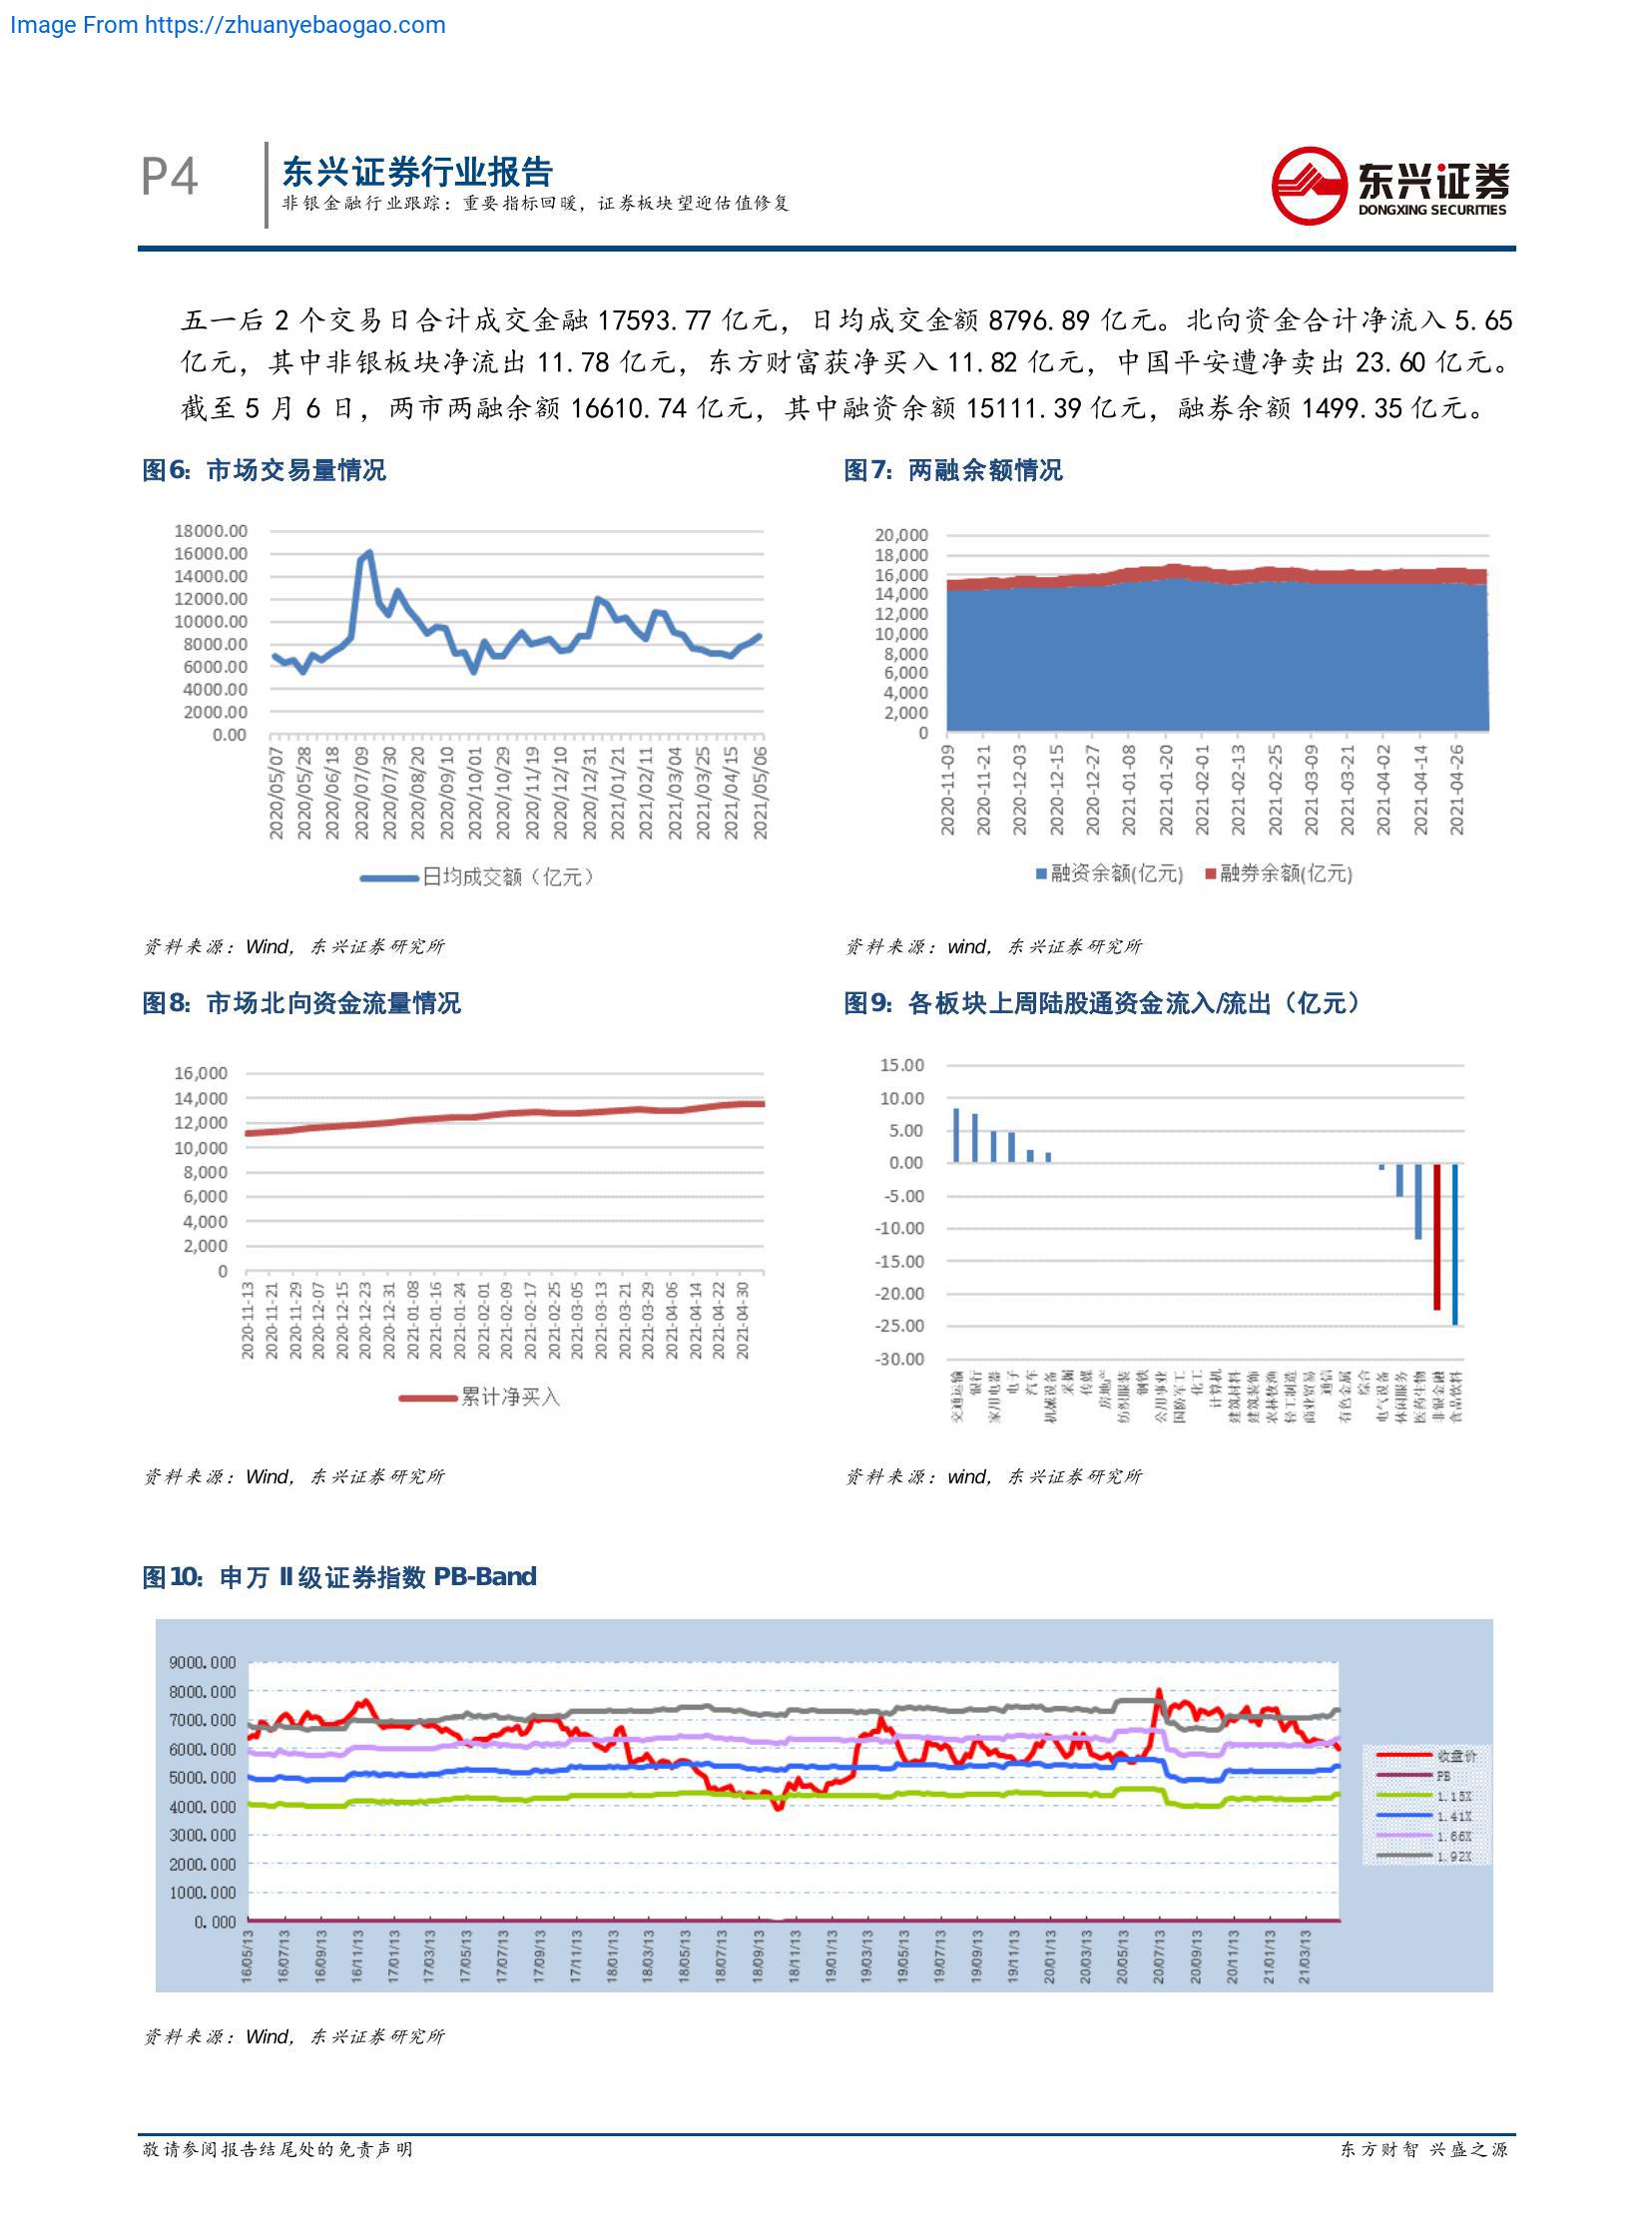 Image From https://zhuanyebaogao.com
P4
东兴证券行业报告
非银金融行业跟踪：重要指标回暖，证券板块望迎估值修复
东兴证券
DONGXING SECURITIES
五一后 2 个交易日合计成交金融 17593.77 亿元，日均成交金额 8796.89 亿元。北向资金合计净流入 5.65
亿元，其中非银板块净流出 11.78 亿元，东方财富获净买入 11.82 亿元，中国平安遭净卖出 23.60 亿元。
截至 5 月 6 日，两市两融余额 16610.74 亿元，其中融资余额 15111.39 亿元，融券余额 1499.35 亿元。
图6：市场交易量情况
18000.00
16000.00
14000.00
12000.00
10000.00
8000.00
6000.00
4000.00
2000.00
0.00
2020/05/07
2020/05/28
2020/06/18
2020/07/09
2020/07/30
2020/08/20
2020/09/10
2020/10/01
2020/10/29
2020/11/19
2020/12/10
2020/12/31
2021/01/21
2021/02/11
2021/03/04
2021/03/25
2021/04/15
2021/05/06
日均成交额（亿元）
资料来源：Wind，东兴证券研究所
图7：两融余额情况
20,000
18,000
16,000
14,000
12,000
10,000
8,000
6,000
4,000
2,000
0
2020-11-09
2020-11-21
2020-12-03
2020-12-15
2020-12-27
2021-01-08
2021-01-20
2021-02-01
2021-02-13
2021-02-25
2021-03-09
2021-03-21
2021-04-02
2021-04-14
2021-04-26
融资余额(亿元) 融券余额(亿元)
资料来源：wind，东兴证券研究所
图8：市场北向资金流量情况
16,000
14,000
12,000
10,000
8,000
6,000
4,000
2,000
0
2020-11-13
2020-11-21
2020-11-29
2020-12-07
2020-12-15
2020-12-23
2020-12-31
2021-01-08
2021-01-16
2021-01-24
2021-02-01
2021-02-09
2021-02-17
2021-02-25
2021-03-05
2021-03-13
2021-03-21
2021-03-29
2021-04-06
2021-04-14
2021-04-22
2021-04-30
累计净买入
资料来源：Wind，东兴证券研究所
图9：各板块上周陆股通资金流入/流出（亿元）
15.00
10.00
5.00
0.00
-5.00
-10.00
-15.00
-20.00
-25.00
-30.00
交通运输
银行
家用电器
电子
汽车
机械设备
采掘
传媒
房地产
纺织服装
钢铁
公用事业
国防军工
化工
计算机
建筑材料
建筑装饰
农林牧渔
轻工制造
商业贸易
通信
有色金属
综合
电气设备
休闲服务
医药生物
非银金融
食品饮料
资料来源：wind，东兴证券研究所
图10：申万 II 级证券指数 PB-Band
9000.000
8000.000
7000.000
6000.000
5000.000
4000.000
3000.000
2000.000
1000.000
0.000
16/05/13
16/07/13
16/09/13
16/11/13
17/01/13
17/03/13
17/05/13
17/07/13
17/09/13
17/11/13
18/01/13
18/03/13
18/05/13
18/07/13
18/09/13
18/11/13
19/01/13
19/03/13
19/05/13
19/07/13
19/09/13
19/11/13
20/01/13
20/03/13
20/05/13
20/07/13
20/09/13
20/11/13
21/01/13
21/03/13
收盘价
PB
1.15X
1.41X
1.66X
1.92X
资料来源：Wind，东兴证券研究所
敬请参阅报告结尾处的免责声明
东方财智 兴盛之源